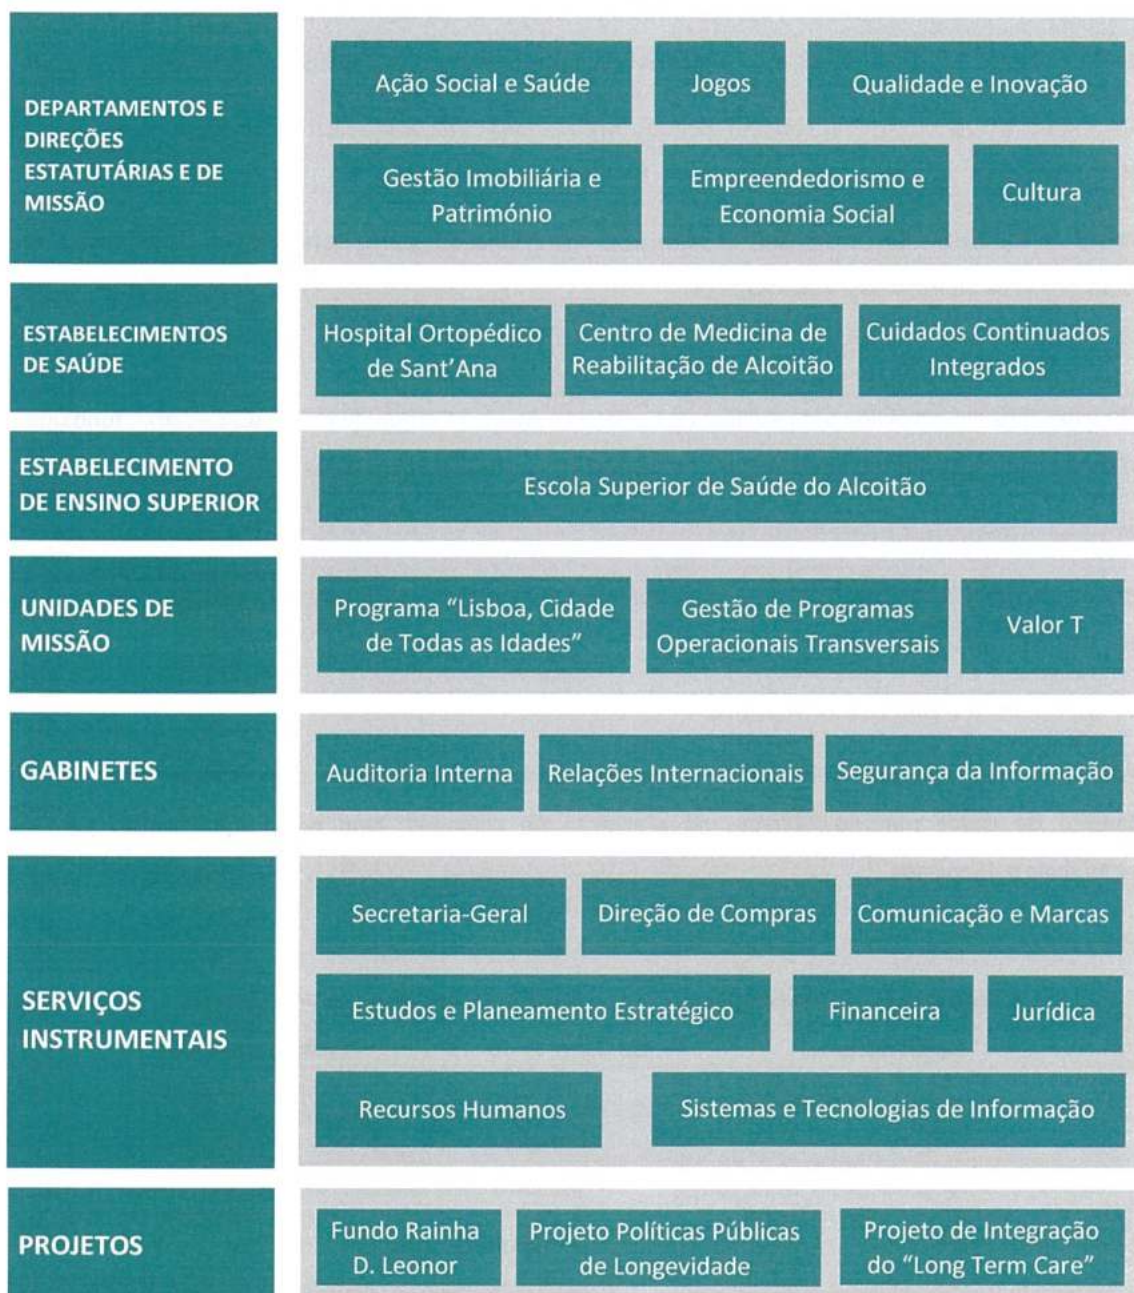 DEPARTAMENTOS E
DIREÇÕES
ESTATUTÁRIAS E DE
MISSÃO
Ação Social e Saúde
Jogos
Qualidade e Inovação
Gestão Imobiliária e
Património
Empreendedorismo e
Economia Social
Cultura
ESTABELECIMENTOS
DE SAÚDE
Hospital Ortopédico
de Sant’Ana
Centro de Medicina de
Reabilitação de Alcoitão
Cuidados Continuados
Integrados
ESTABELECIMENTO
DE ENSINO SUPERIOR
Escola Superior de Saúde do Alcoitão
UNIDADES DE
MISSÃO
Programa “Lisboa, Cidade
de Todas as Idades”
Gestão de Programas
Operacionais Transversais
Valor T
GABINETES
Auditoria Interna
Relações Internacionais
Segurança da Informação
SERVIÇOS
INSTRUMENTAIS
Secretaria-Geral
Direção de Compras
Comunicação e Marcas
Estudos e Planeamento Estratégico
Financeira
Jurídica
Recursos Humanos
Sistemas e Tecnologias de Informação
PROJETOS
Fundo Rainha
D. Leonor
Projeto Políticas Públicas
de Longevidade
Projeto de Integração
do “Long Term Care”